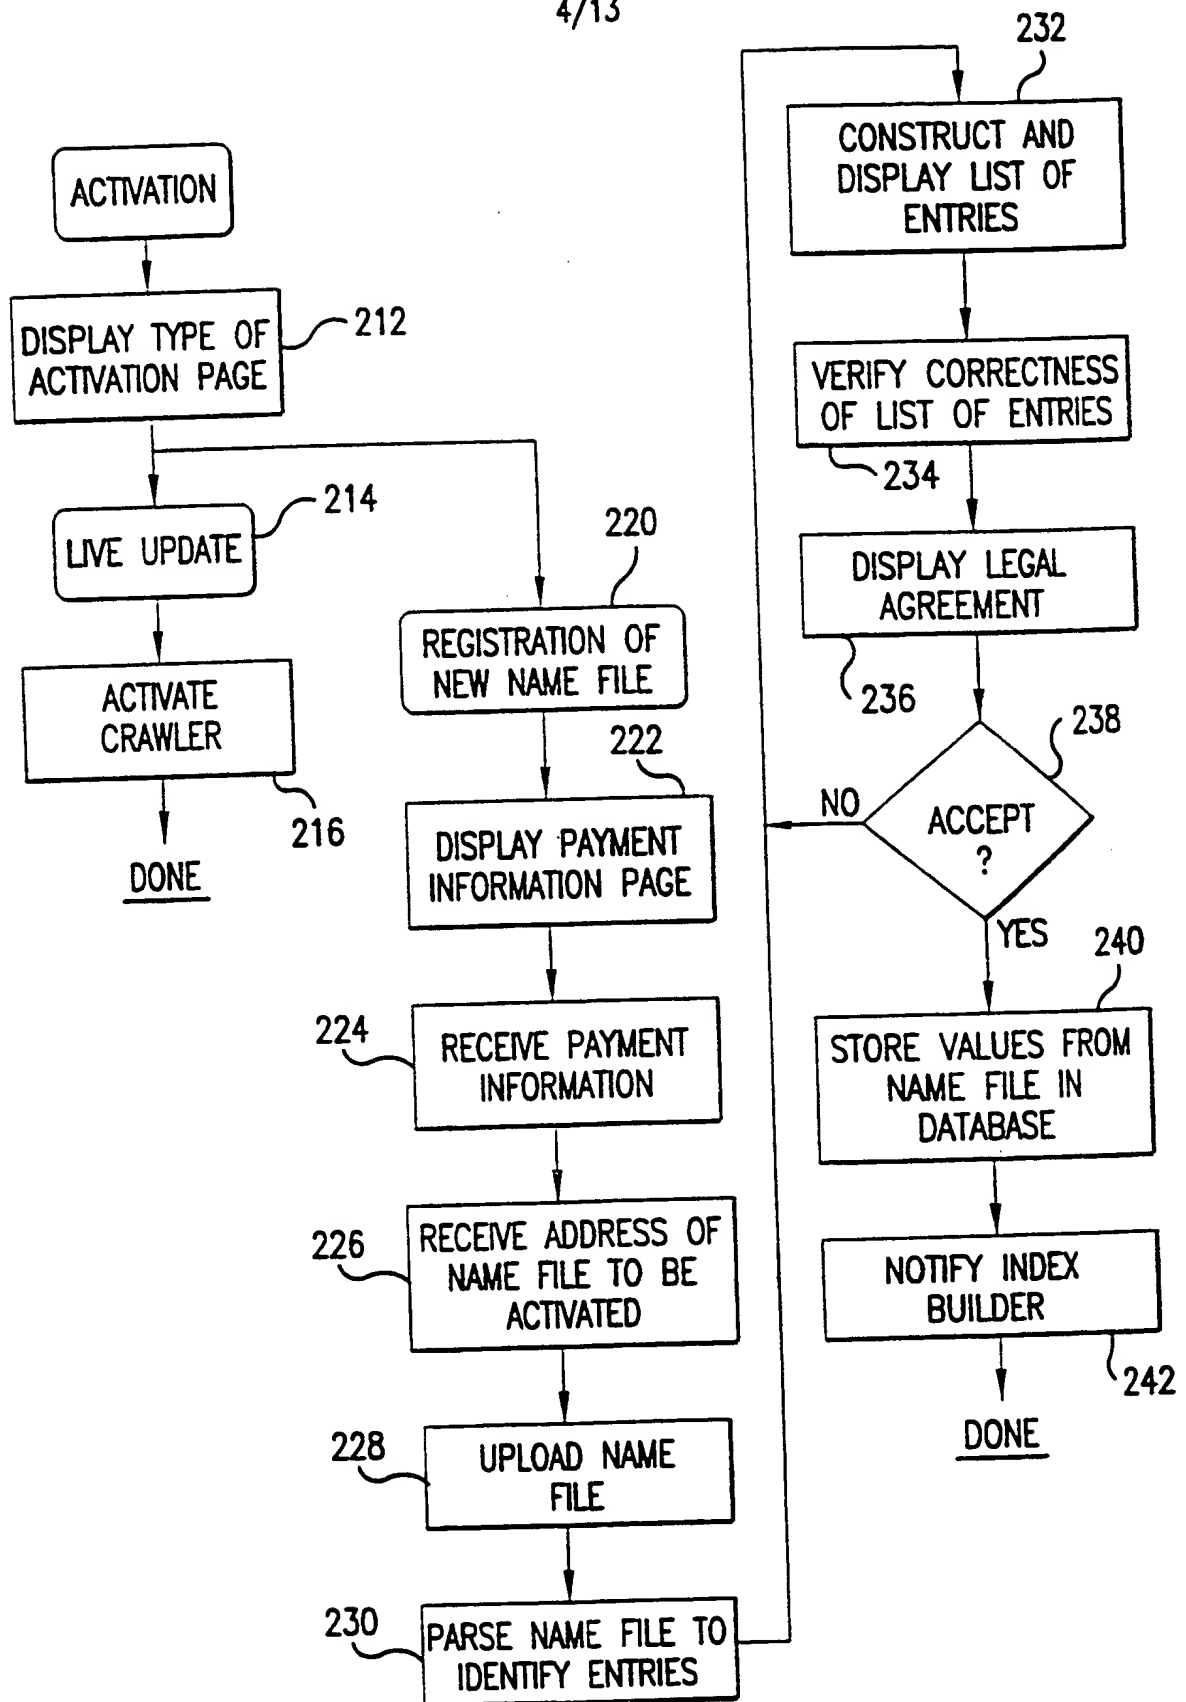 4/13
ACTIVATION
DISPLAY TYPE OF
ACTIVATION PAGE
212
LIVE UPDATE
214
ACTIVATE
CRAWLER
216
DONE
220
REGISTRATION OF
NEW NAME FILE
222
DISPLAY PAYMENT
INFORMATION PAGE
224
RECEIVE PAYMENT
INFORMATION
226
RECEIVE ADDRESS OF
NAME FILE TO BE
ACTIVATED
228
UPLOAD NAME
FILE
230
PARSE NAME FILE TO
IDENTIFY ENTRIES
232
CONSTRUCT AND
DISPLAY LIST OF
ENTRIES
VERIFY CORRECTNESS
OF LIST OF ENTRIES
234
DISPLAY LEGAL
AGREEMENT
236
238
NO
ACCEPT
?
YES
240
STORE VALUES FROM
NAME FILE IN
DATABASE
NOTIFY INDEX
BUILDER
242
DONE